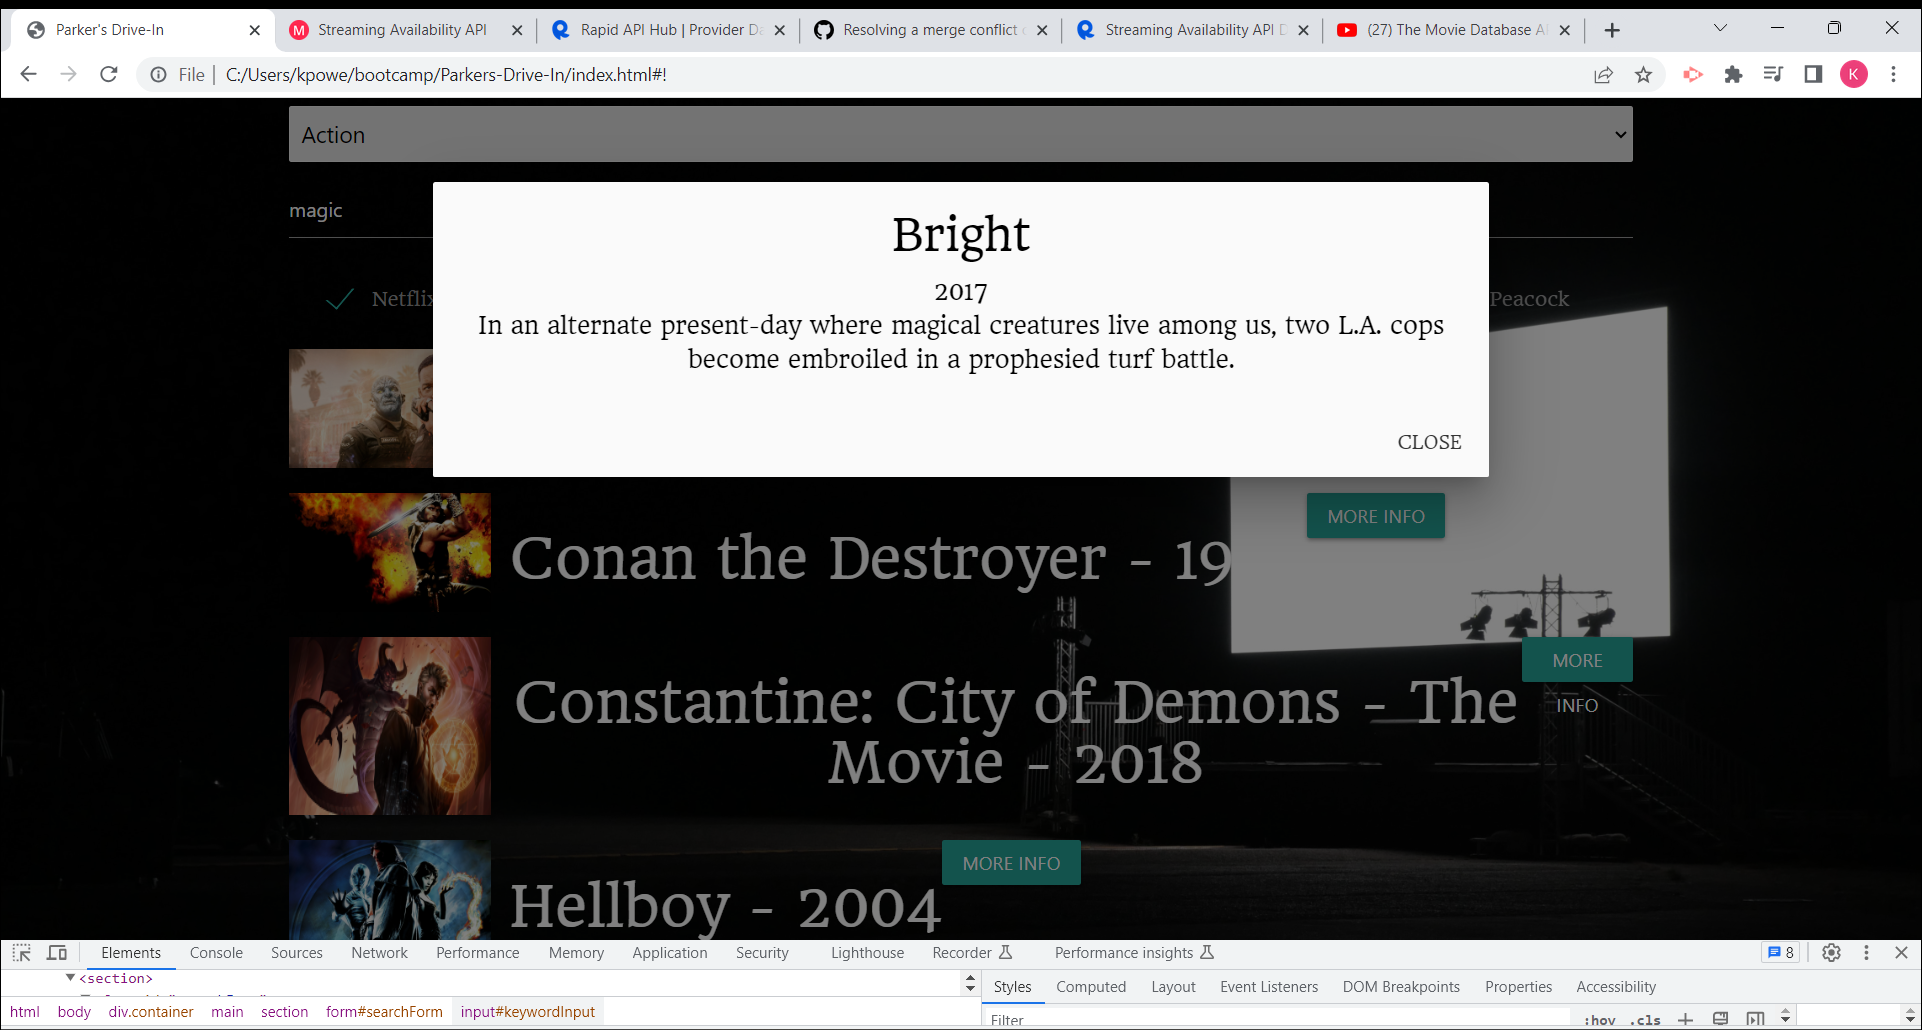 Parker's Drive-In
Streaming Availability API
Rapid API Hub | Provider Da
Resolving a merge conflict
Streaming Availability API D
(27) The Movie Database A
File | C:/Users/kpowe/bootcamp/Parkers-Drive-In/index.html#!
K
Action
magic
Netflix
Peacock
Bright
2017
In an alternate present-day where magical creatures live among us, two L.A. cops
become embroiled in a prophesied turf battle.
CLOSE
MORE INFO
Conan the Destroyer - 19
MORE
INFO
Constantine: City of Demons - The
Movie - 2018
MORE INFO
Hellboy - 2004
Elements Console Sources Network Performance Memory Application Security Lighthouse Recorder Performance insights 8
<section>
Styles Computed Layout Event Listeners DOM Breakpoints Properties Accessibility
html body div.container main section form#searchForm input#keywordInput
Filter :hov .cls